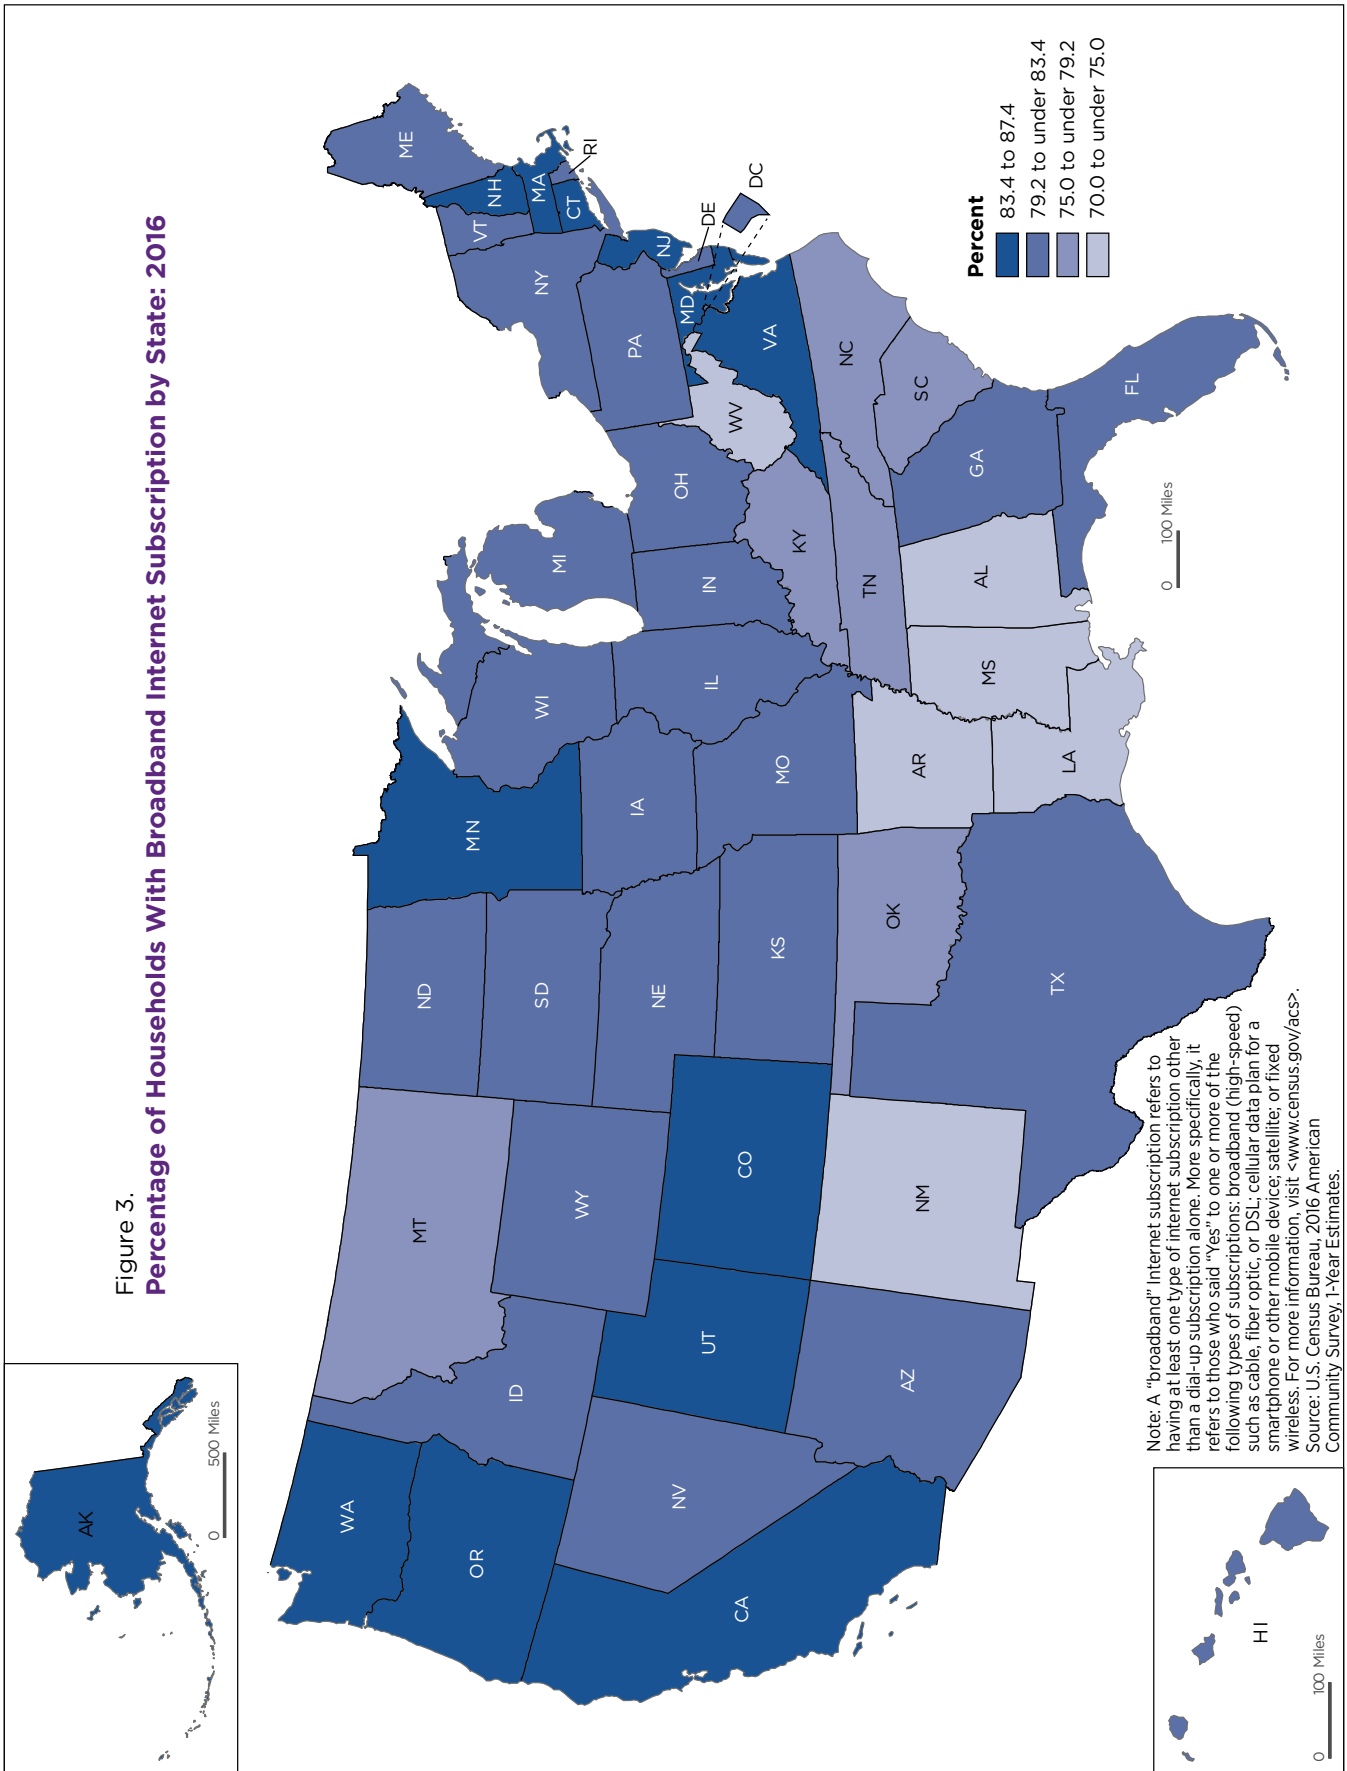 Figure 3.
Percentage of Households With Broadband Internet Subscription by State: 2016
AK
0 500 Miles
WA
OR
CA
NV
ID
MT
WY
UT
AZ
CO
NM
ND
SD
NE
KS
OK
TX
MN
IA
MO
AR
LA
WI
IL
MI
IN
OH
KY
TN
MS
AL
GA
FL
SC
NC
VA
WV
PA
NY
VT
NH
ME
MA
RI
CT
NJ
DE
MD
DC
Percent
83.4 to 87.4
79.2 to under 83.4
75.0 to under 79.2
70.0 to under 75.0
0 100 Miles
HI
0 100 Miles
Note: A “broadband” Internet subscription refers to
having at least one type of internet subscription other
than a dial-up subscription alone. More specifically, it
refers to those who said “Yes” to one or more of the
following types of subscriptions: broadband (high-speed)
such as cable, fiber optic, or DSL; cellular data plan for a
smartphone or other mobile device; satellite; or fixed
wireless. For more information, visit <www.census.gov/acs>.
Source: U.S. Census Bureau, 2016 American
Community Survey, 1-Year Estimates.